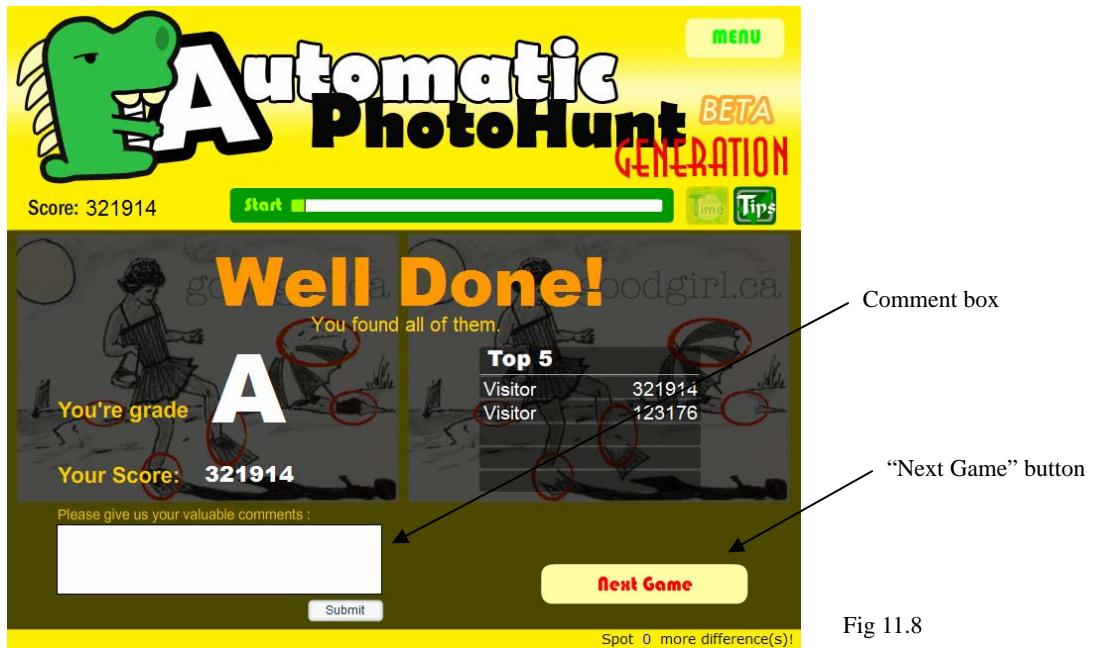 MENU
Automatic
PhotoHunt BETA
GENERATION
Score: 321914
Start
Time
Tips
goodgirl.ca
Well Done!
You found all of them.
Top 5
Visitor 321914
Visitor 123176
You're grade A
Your Score: 321914
Please give us your valuable comments :
Submit
Next Game
Spot 0 more difference(s)!
Comment box
“Next Game” button
Fig 11.8